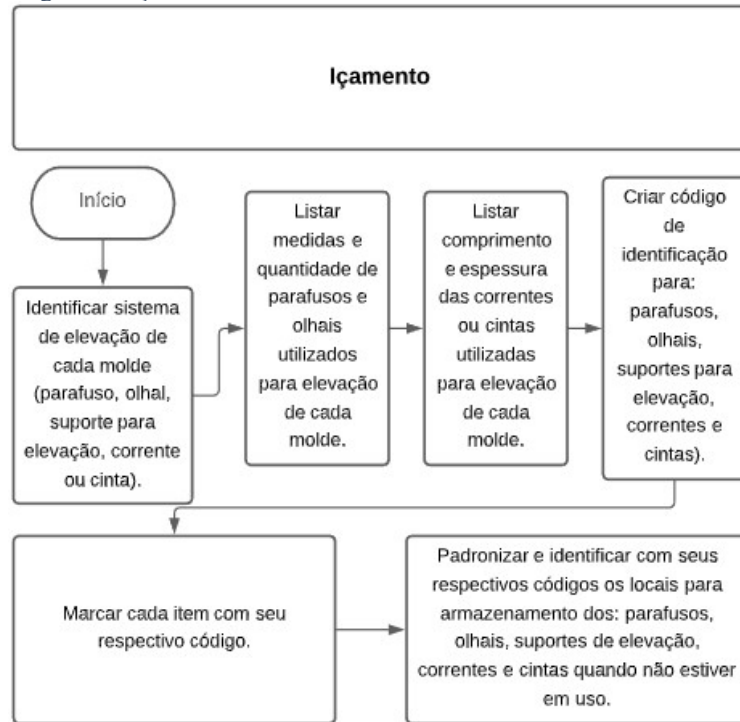 Içamento
Início
Identificar sistema
de elevação de
cada molde
(parafuso, olhal,
suporte para
elevação, corrente
ou cinta).
Listar
medidas e
quantidade de
parafusos e
olhais
utilizados
para elevação
de cada
molde.
Listar
comprimento
e espessura
das correntes
ou cintas
utilizadas
para elevação
de cada
molde.
Criar código
de
identificação
para:
parafusos,
olhais,
suportes para
elevação,
correntes e
cintas).
Marcar cada item com seu
respectivo código.
Padronizar e identificar com seus
respectivos códigos os locais para
armazenamento dos: parafusos,
olhais, suportes de elevação,
correntes e cintas quando não estiver
em uso.